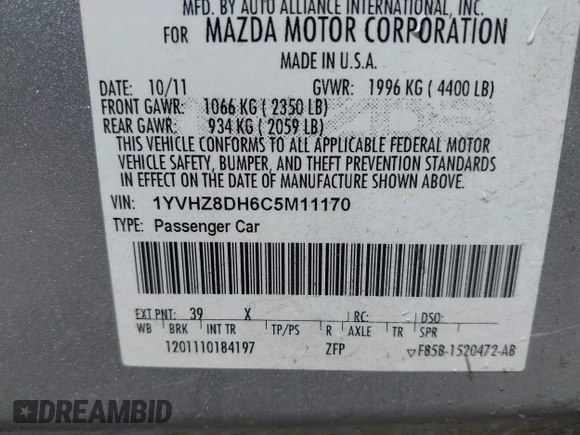 MFD. BY AUTO ALLIANCE INTERNATIONAL, INC.
FOR MAZDA MOTOR CORPORATION
MADE IN U.S.A.
DATE: 10/11 GVWR: 1996 KG ( 4400 LB)
FRONT GAWR: 1066 KG ( 2350 LB)
REAR GAWR: 934 KG ( 2059 LB)
THIS VEHICLE CONFORMS TO ALL APPLICABLE FEDERAL MOTOR
VEHICLE SAFETY, BUMPER, AND THEFT PREVENTION STANDARDS
IN EFFECT ON THE DATE OF MANUFACTURE SHOWN ABOVE.
VIN: 1YVHZ8DH6C5M11170
TYPE: Passenger Car
EXT PNT: 39 X RC: DSO:
WB BRK INT TR TP/PS R AXLE TR SPR
1201110184197 ZFP ▽F85B-1520472-AB
DREAMBID